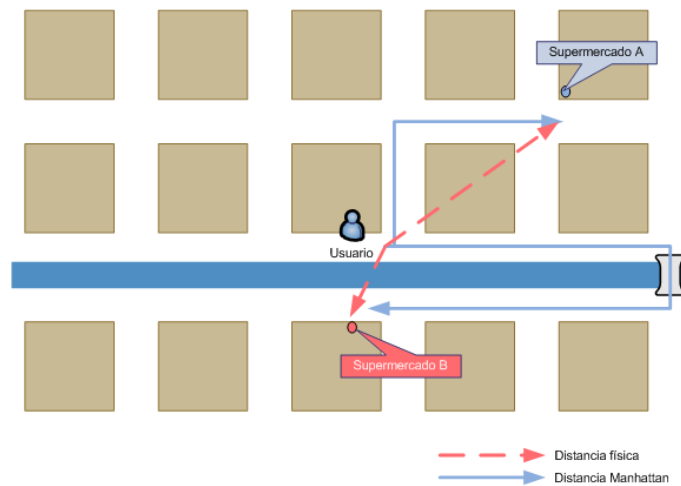 Supermercado A
Usuario
Supermercado B
Distancia física
Distancia Manhattan